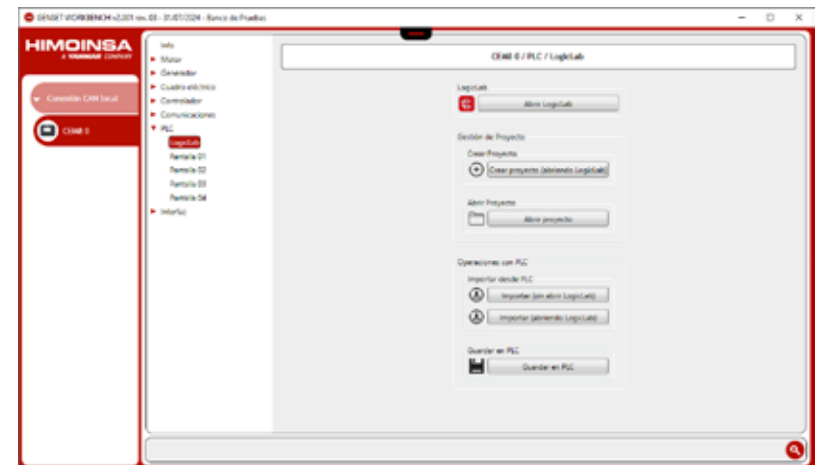 GENSET WORKBENCH v2.201 rev. 03 - 31/07/2024 - Banco de Pruebas
HIMOINSA
A YANMAR COMPANY
Conexión CAN local
CEM8 0
Info
Motor
Generador
Cuadro eléctrico
Controlador
Comunicaciones
PLC
LogicLab
Pantalla 01
Pantalla 02
Pantalla 03
Pantalla 04
Interfaz
CEM8 0 / PLC / LogicLab
LogicLab
Abrir LogicLab
Gestión de Proyecto
Crear Proyecto
Crear proyecto (abriendo LogicLab)
Abrir Proyecto
Abrir proyecto
Operaciones con PLC
Importar desde PLC
Importar (sin abrir LogicLab)
Importar (abriendo LogicLab)
Guardar en PLC
Guardar en PLC